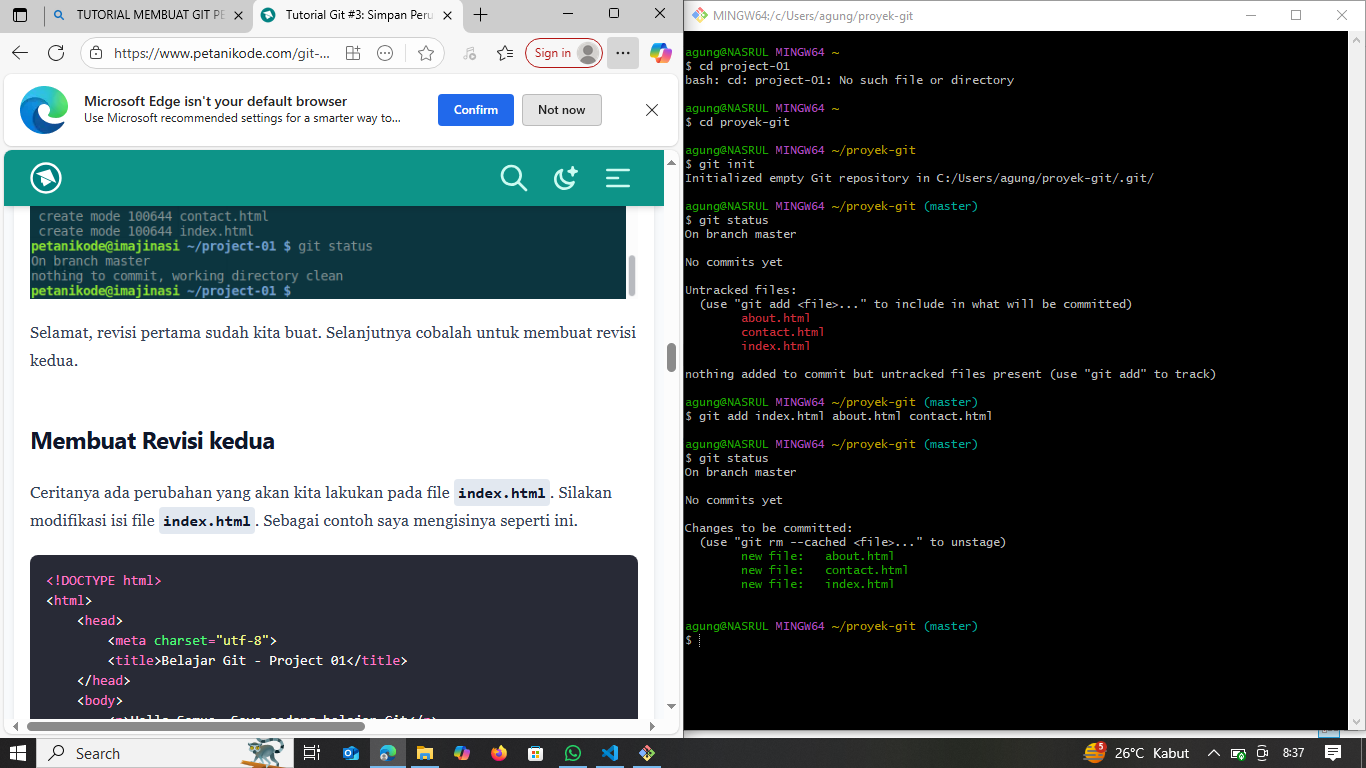 TUTORIAL MEMBUAT GIT PE
Tutorial Git #3: Simpan Peru
https://www.petanikode.com/git-...
Sign in
Microsoft Edge isn't your default browser
Use Microsoft recommended settings for a smarter way to...
Confirm
Not now
create mode 100644 contact.html
create mode 100644 index.html
petanikode@imajinasi ~/project-01 $ git status
On branch master
nothing to commit, working directory clean
petanikode@imajinasi ~/project-01 $
Selamat, revisi pertama sudah kita buat. Selanjutnya cobalah untuk membuat revisi
kedua.
Membuat Revisi kedua
Ceritanya ada perubahan yang akan kita lakukan pada file index.html. Silakan
modifikasi isi file index.html. Sebagai contoh saya mengisinya seperti ini.
<!DOCTYPE html>
<html>
<head>
<meta charset="utf-8">
<title>Belajar Git - Project 01</title>
</head>
<body>
<p>Hello Semua, Saya sedang belajar Git</p>
MINGW64:/c/Users/agung/proyek-git
agung@NASRUL MINGW64 ~
$ cd project-01
bash: cd: project-01: No such file or directory
agung@NASRUL MINGW64 ~
$ cd proyek-git
agung@NASRUL MINGW64 ~/proyek-git
$ git init
Initialized empty Git repository in C:/Users/agung/proyek-git/.git/
agung@NASRUL MINGW64 ~/proyek-git (master)
$ git status
On branch master
No commits yet
Untracked files:
(use "git add <file>..." to include in what will be committed)
about.html
contact.html
index.html
nothing added to commit but untracked files present (use "git add" to track)
agung@NASRUL MINGW64 ~/proyek-git (master)
$ git add index.html about.html contact.html
agung@NASRUL MINGW64 ~/proyek-git (master)
$ git status
On branch master
No commits yet
Changes to be committed:
(use "git rm --cached <file>..." to unstage)
new file:   about.html
new file:   contact.html
new file:   index.html
agung@NASRUL MINGW64 ~/proyek-git (master)
$
Search
5
26°C Kabut
8:37